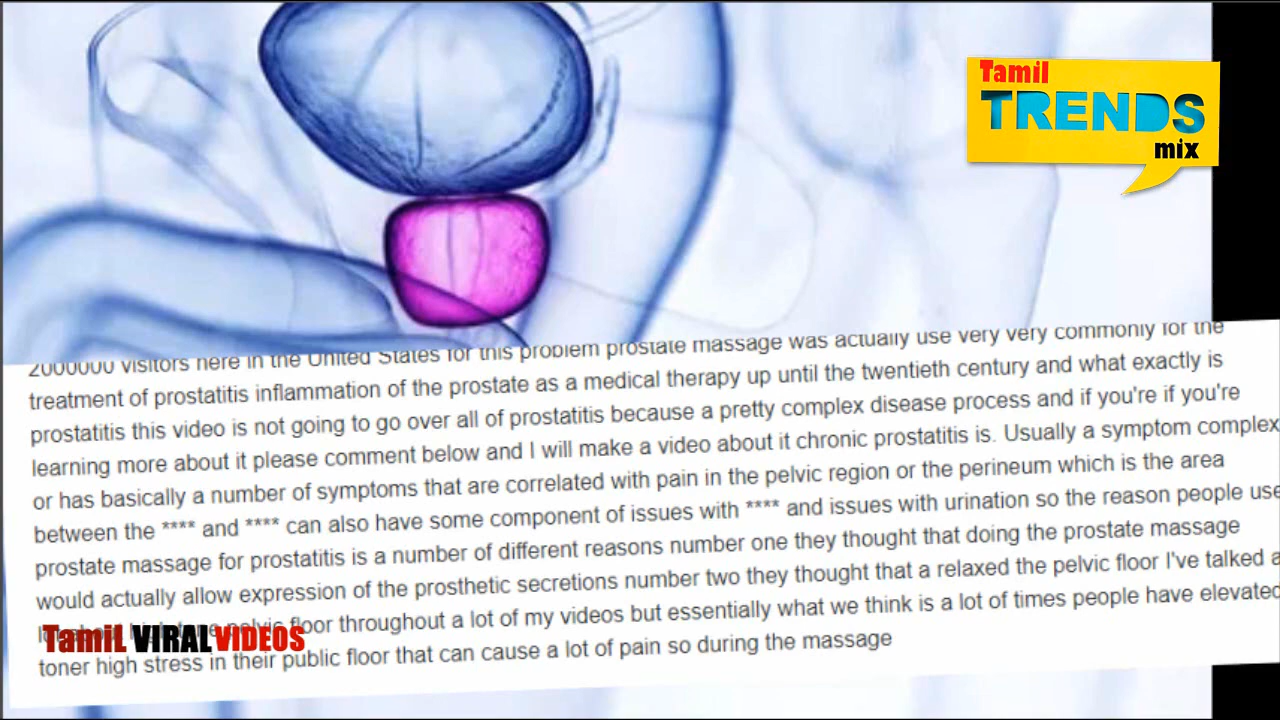 Tamil
TRENDS
mix
2000000 visitors here in the United States for this problem prostate massage was actually use very very commonly for the
treatment of prostatitis inflammation of the prostate as a medical therapy up until the twentieth century and what exactly is
prostatitis this video is not going to go over all of prostatitis because a pretty complex disease process and if you're if you're
learning more about it please comment below and I will make a video about it chronic prostatitis is. Usually a symptom complex
or has basically a number of symptoms that are correlated with pain in the pelvic region or the perineum which is the area
between the **** and **** can also have some component of issues with **** and issues with urination so the reason people use
prostate massage for prostatitis is a number of different reasons number one they thought that doing the prostate massage
would actually allow expression of the prosthetic secretions number two they thought that a relaxed the pelvic floor I've talked a
pelvic floor throughout a lot of my videos but essentially what we think is a lot of times people have elevated
toner high stress in their public floor that can cause a lot of pain so during the massage
TamiL VIRAL VIDEOS